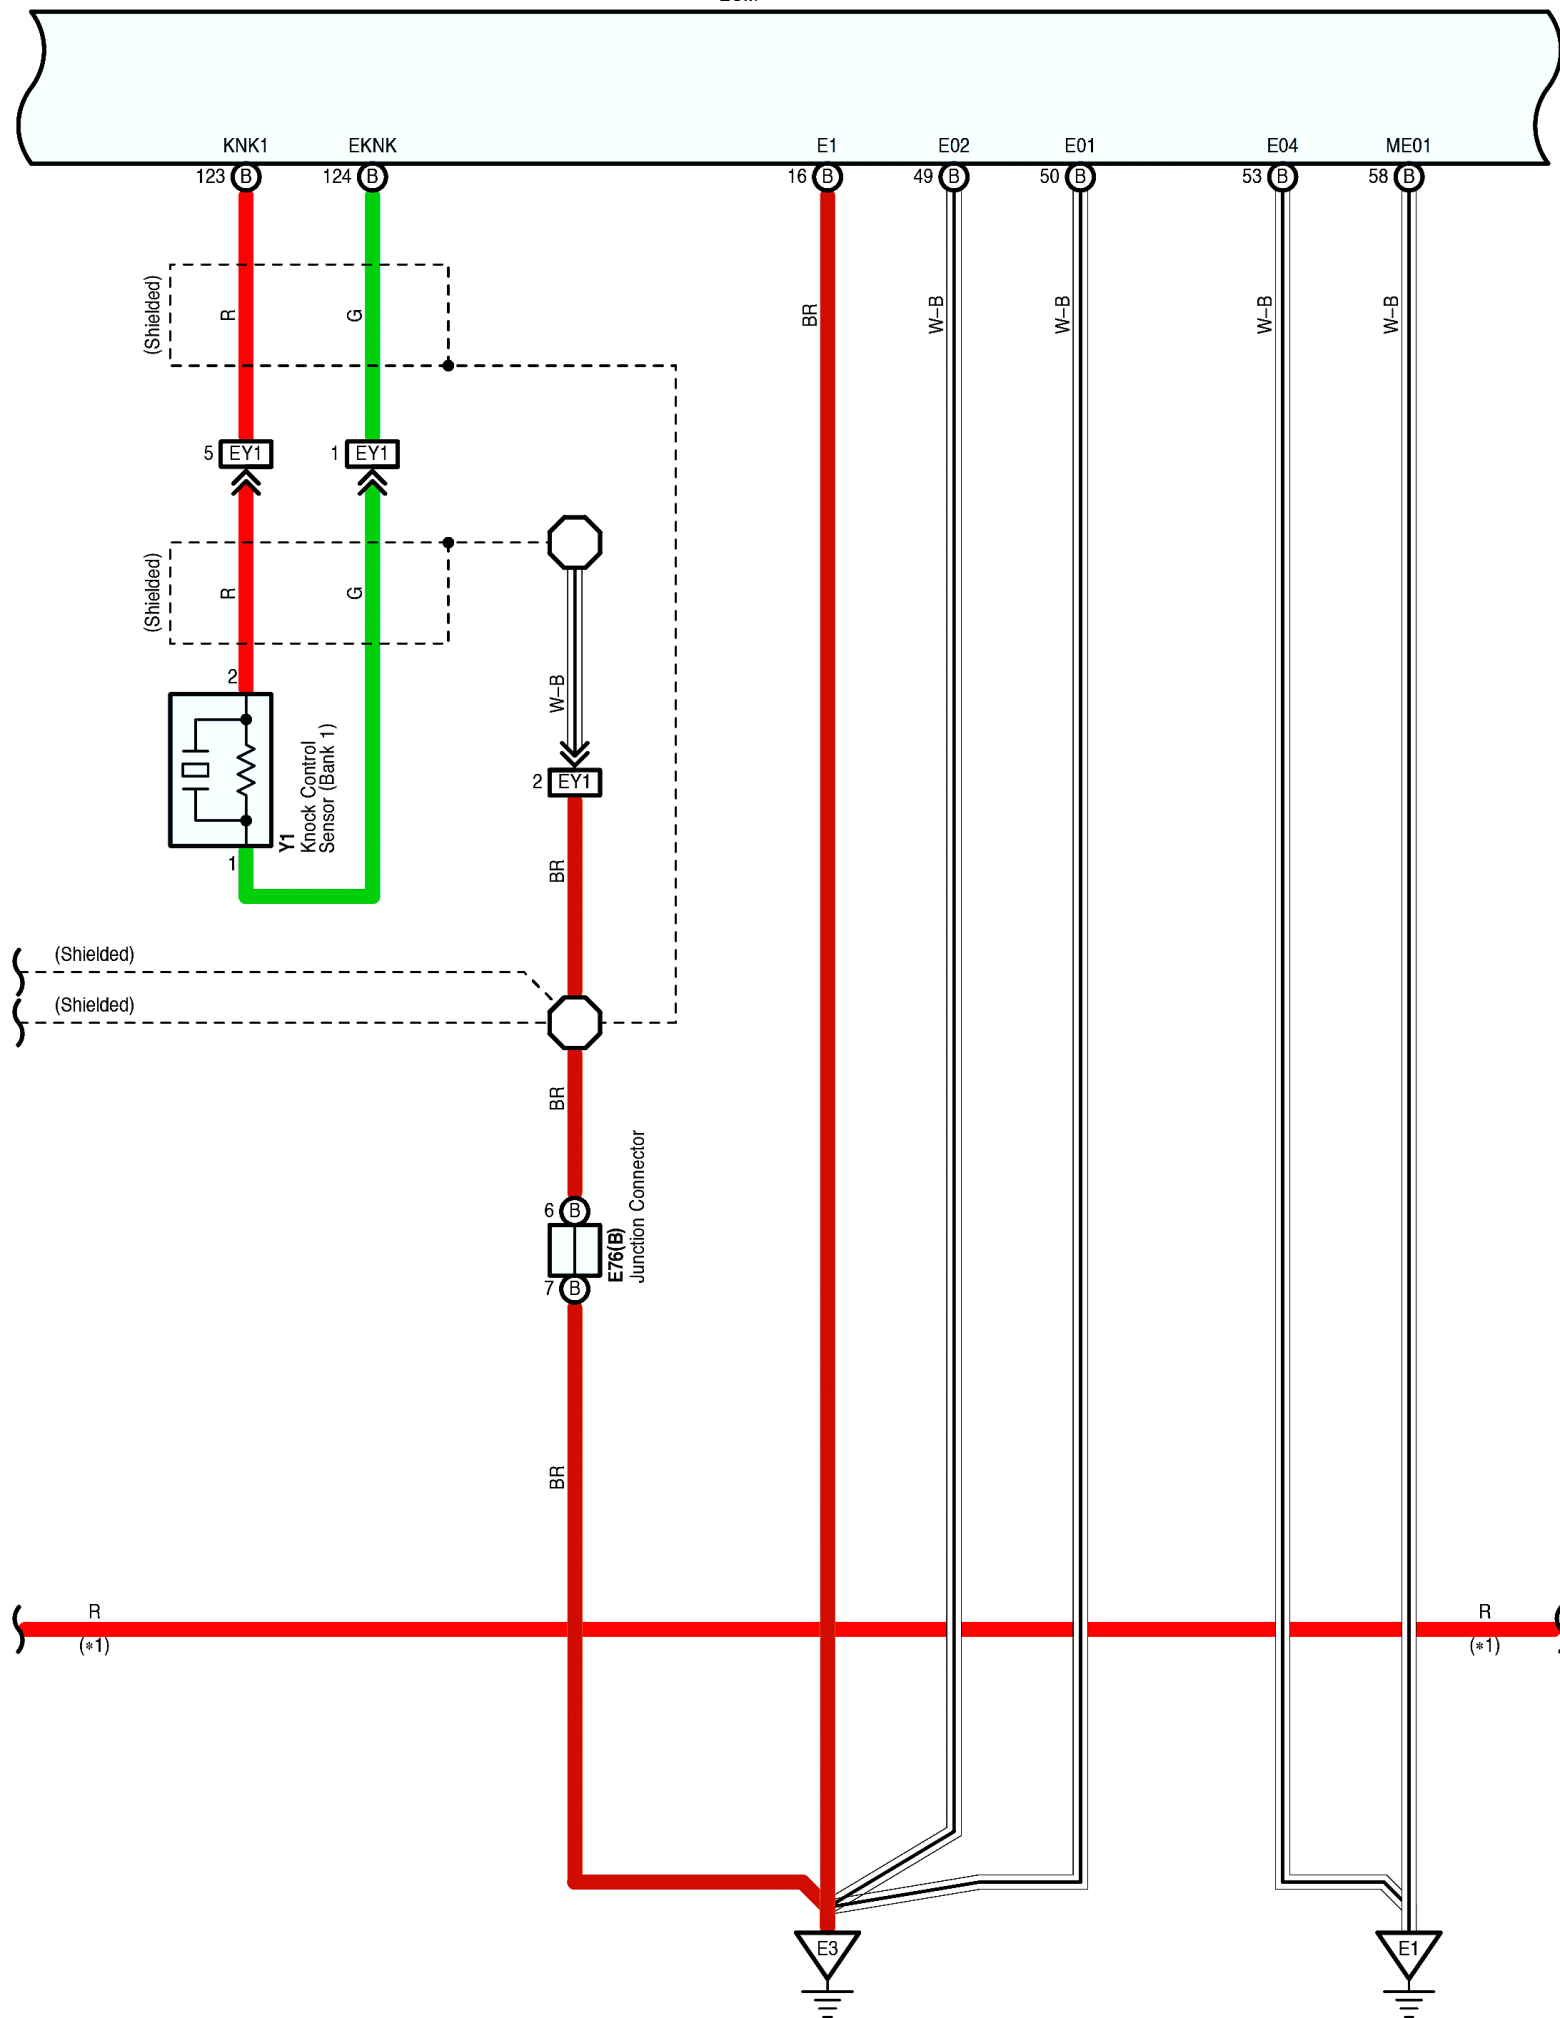 KNK1 EKNK E1 E02 E01 E04 ME01
123 B 124 B 16 B 49 B 50 B 53 B 58 B
(Shielded) R G BR W–B W–B W–B W–B
5 EY1 1 EY1
(Shielded) R G
2
W–B
Y1
Knock Control
Sensor (Bank 1)
2 EY1
1
BR
(Shielded)
(Shielded)
BR
6 B
E76(B)
Junction Connector
7 B
BR
R R
(*1) (*1)
E3 E1